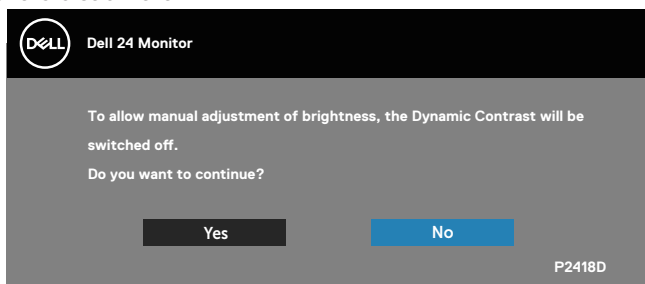 DELL
Dell 24 Monitor
To allow manual adjustment of brightness, the Dynamic Contrast will be
switched off.
Do you want to continue?
Yes
No
P2418D